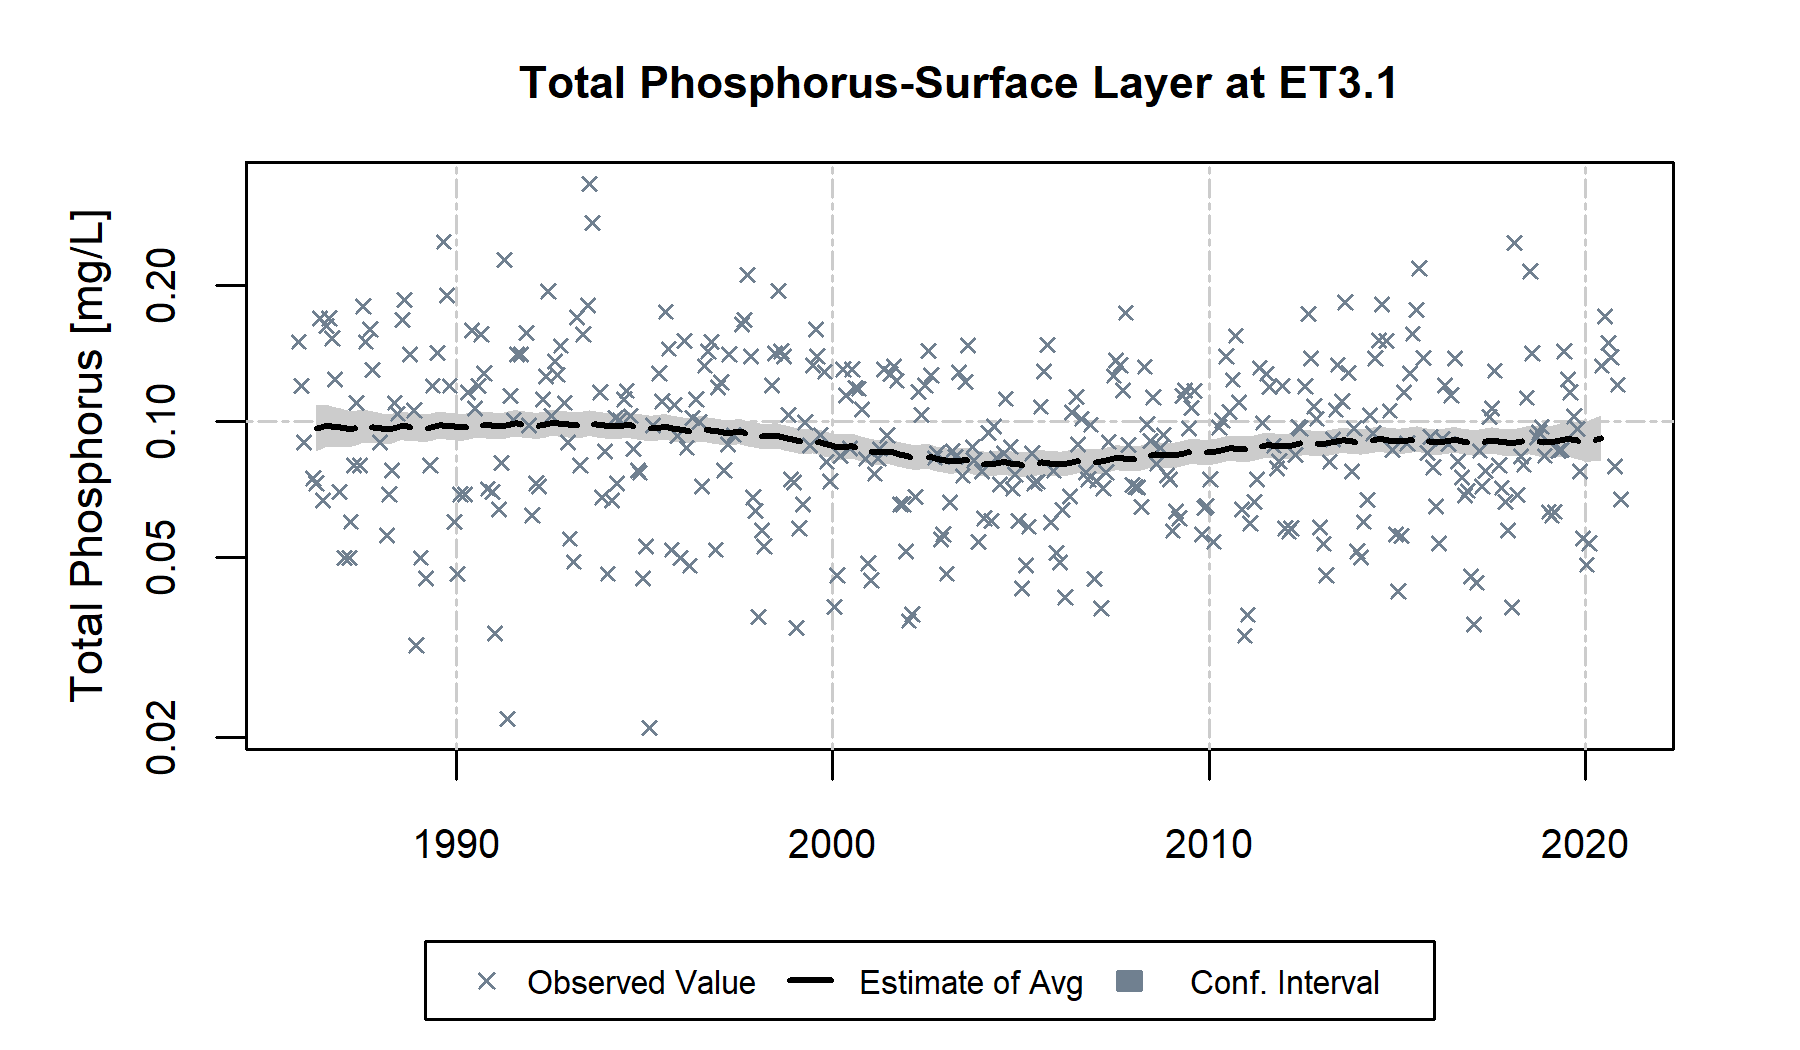 Total Phosphorus-Surface Layer at ET3.1
Total Phosphorus [mg/L]
0.20
0.10
0.05
0.02
1990 2000 2010 2020
Observed Value Estimate of Avg Conf. Interval